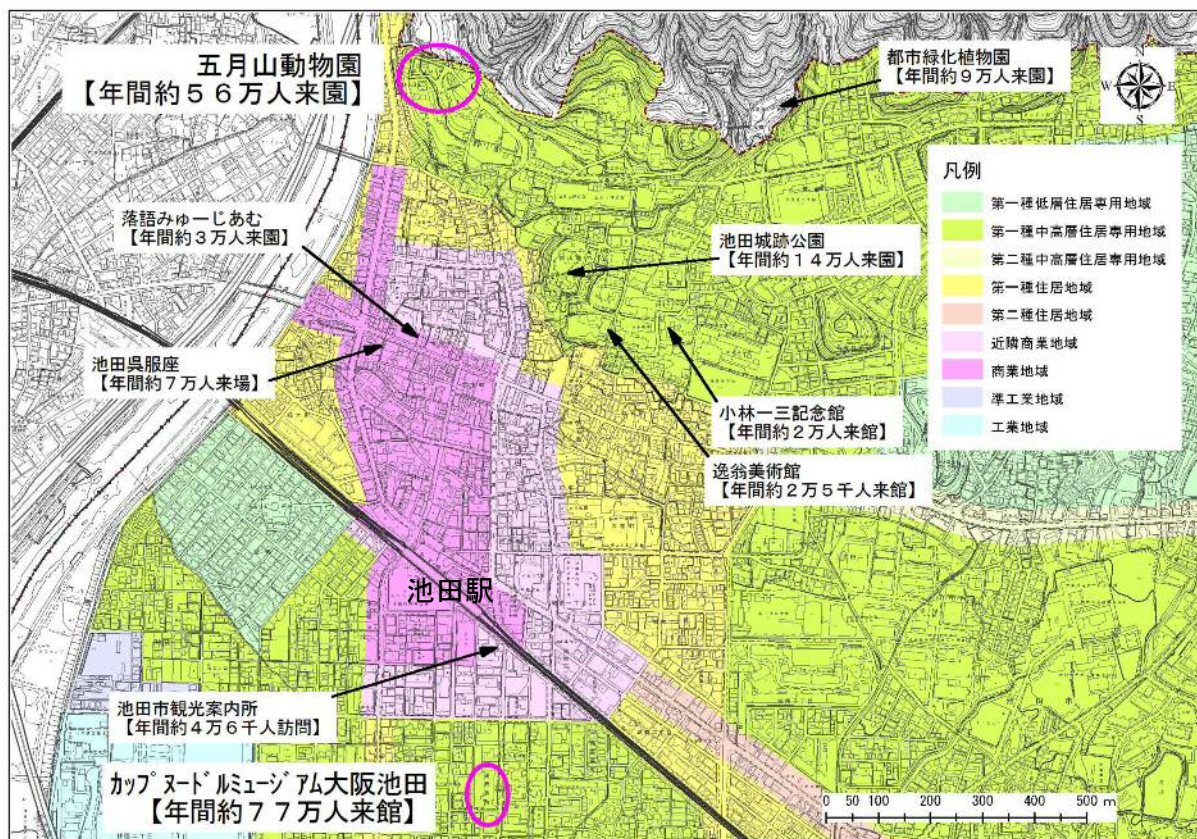 五月山動物園
【年間約５６万人来園】
都市緑化植物園
【年間約９万人来園】
N
W
E
S
凡例
第一種低層住居専用地域
第一種中高層住居専用地域
第二種中高層住居専用地域
第一種住居地域
第二種住居地域
近隣商業地域
商業地域
準工業地域
工業地域
落語みゅーじあむ
【年間約３万人来園】
池田城跡公園
【年間約１４万人来園】
池田呉服座
【年間約７万人来場】
小林一三記念館
【年間約２万人来館】
逸翁美術館
【年間約２万５千人来館】
池田駅
池田市観光案内所
【年間約４万６千人訪問】
ｶｯﾌﾟﾇｰﾄﾞﾙﾐｭｰｼﾞｱﾑ大阪池田
【年間約７７万人来館】
0 50 100 200 300 400 500 m